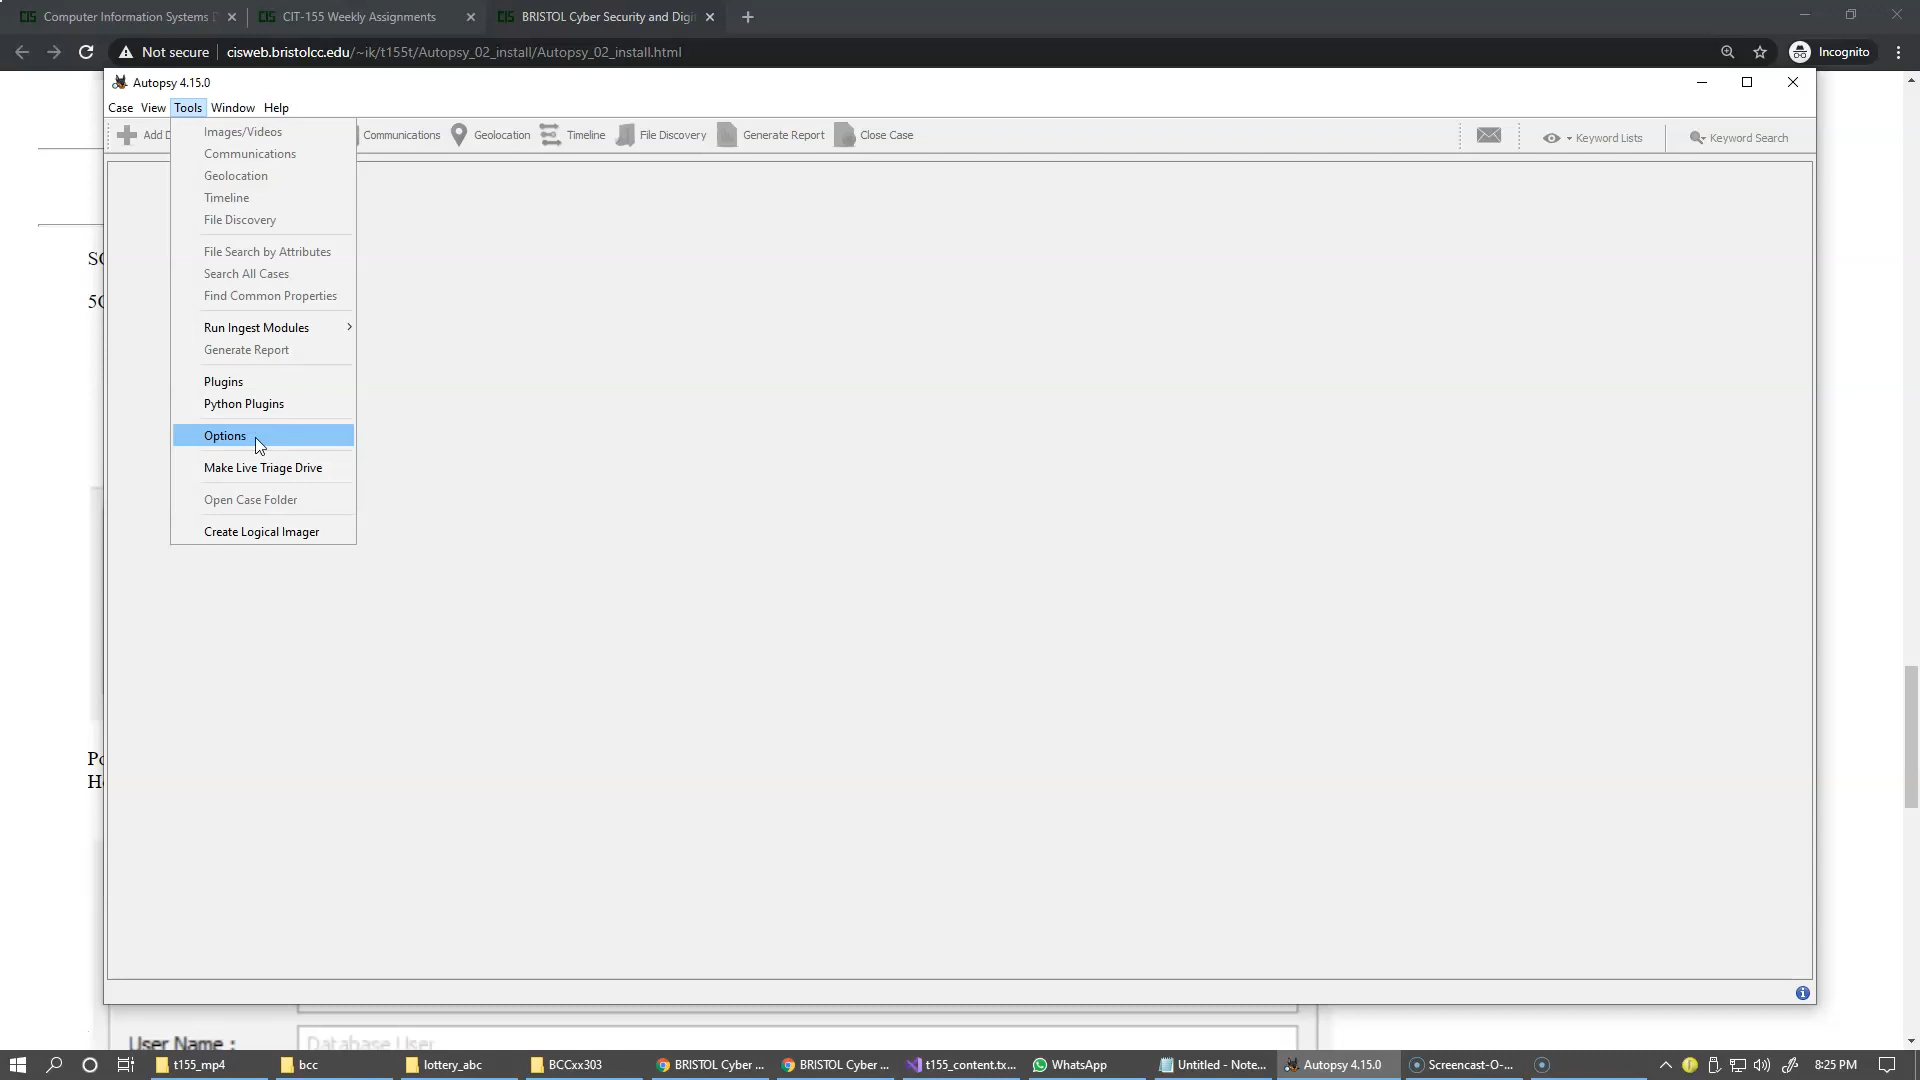 Computer Information Systems D
CIT-155 Weekly Assignments
BRISTOL Cyber Security and Digi
Not secure
cisweb.bristolcc.edu/~ik/t155t/Autopsy_02_install/Autopsy_02_install.html
Incognito
Autopsy 4.15.0
Case View Tools Window Help
Add D
Communications
Geolocation
Timeline
File Discovery
Generate Report
Close Case
Keyword Lists
Keyword Search
Images/Videos
Communications
Geolocation
Timeline
File Discovery
File Search by Attributes
Search All Cases
Find Common Properties
Run Ingest Modules
Generate Report
Plugins
Python Plugins
Options
Make Live Triage Drive
Open Case Folder
Create Logical Imager
User Name :
Database User
t155_mp4
bcc
lottery_abc
BCCxx303
BRISTOL Cyber ...
BRISTOL Cyber ...
t155_content.tx...
WhatsApp
Untitled - Note...
Autopsy 4.15.0
Screencast-O-...
8:25 PM